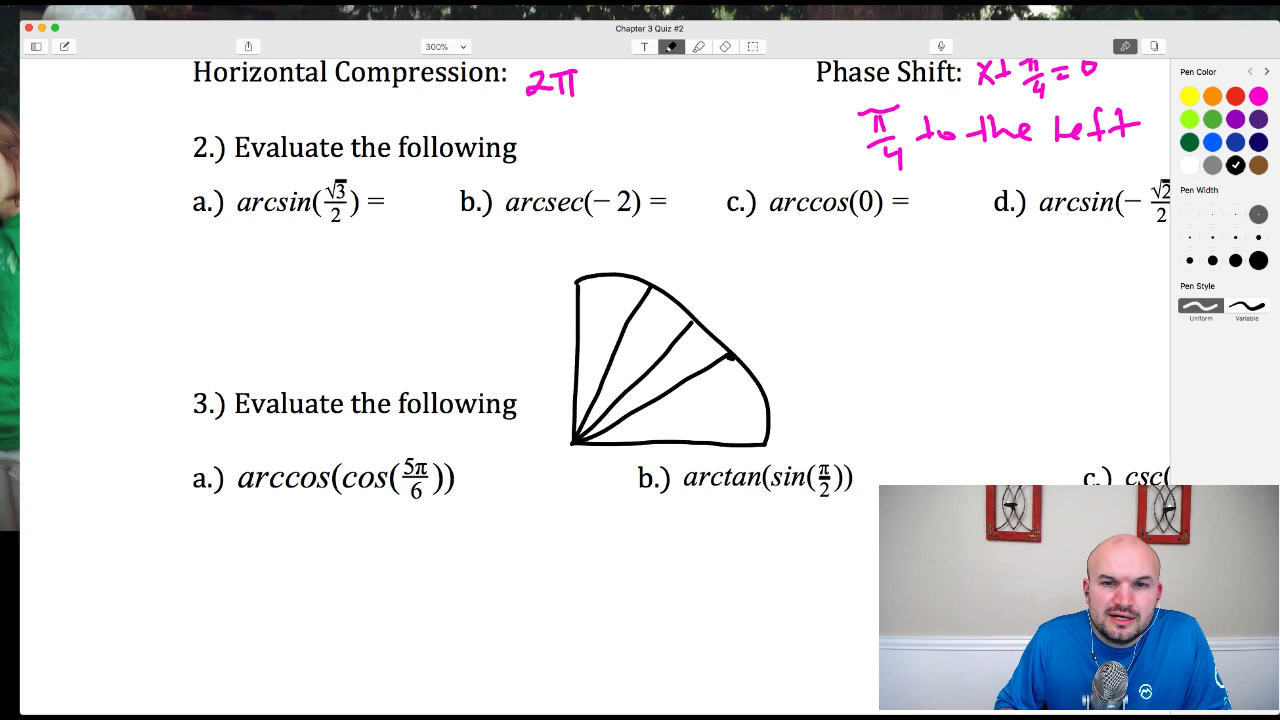 Chapter 3 Quiz #2
300%
T
Horizontal Compression: 2π
Phase Shift: x+π/4=0
π/4 to the left
2.) Evaluate the following
a.) arcsin(√3/2) =
b.) arcsec(− 2) =
c.) arccos(0) =
d.) arcsin(− √2/2
3.) Evaluate the following
a.) arccos(cos(5π/6))
b.) arctan(sin(π/2))
c.) csc(
Pen Color
Pen Width
Pen Style
Uniform
Variable